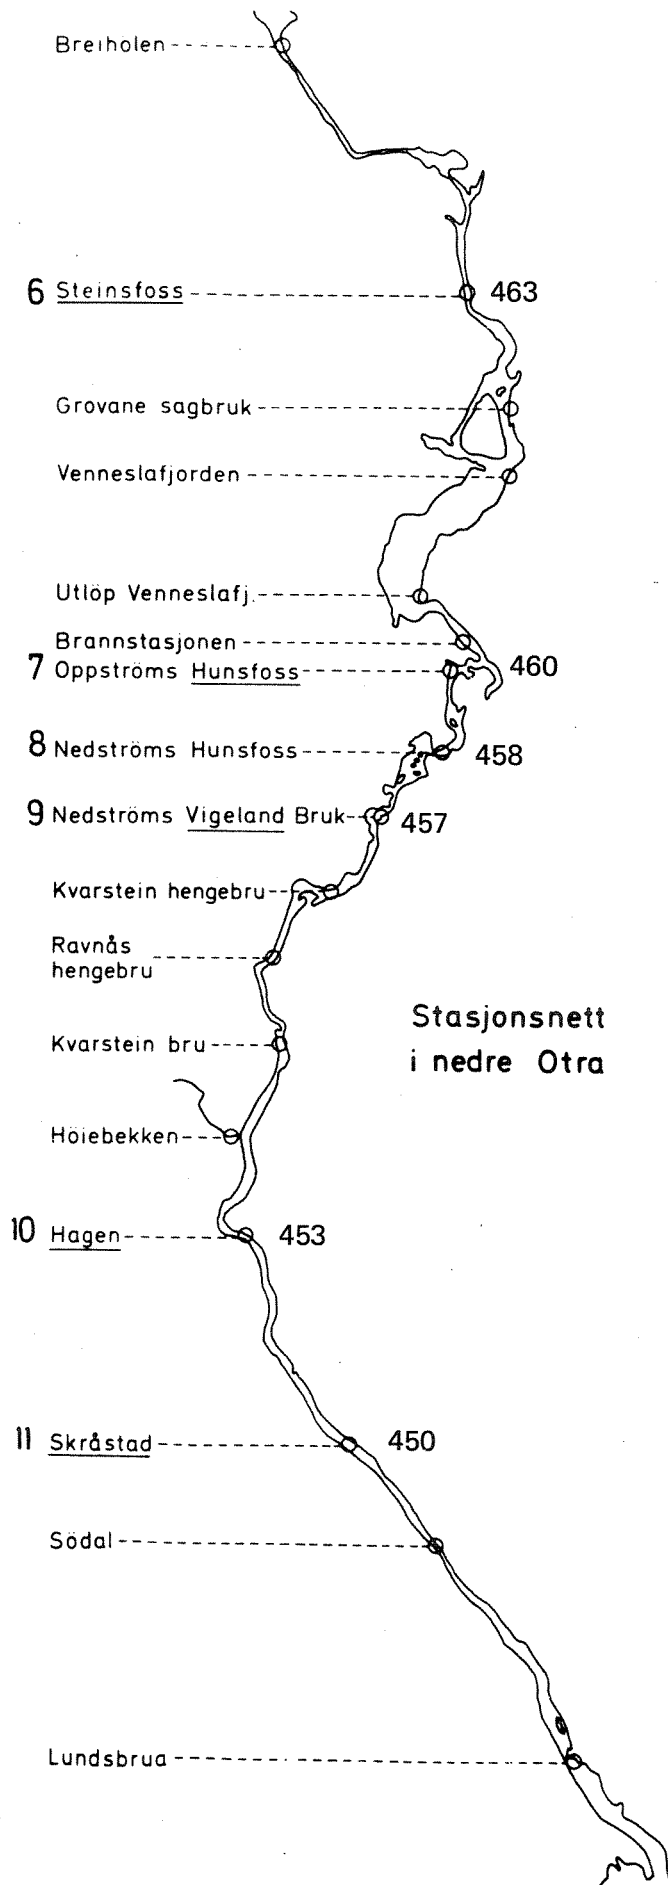 Breiholen
6 Steinsfoss 463
Grovane sagbruk
Venneslafjorden
Utlöp Venneslafj.
Brannstasjonen
7 Oppströms Hunsfoss 460
8 Nedströms Hunsfoss 458
9 Nedströms Vigeland Bruk 457
Kvarstein hengebru
Ravnås
hengebru
Stasjonsnett
i nedre Otra
Kvarstein bru
Höiebekken
10 Hagen 453
11 Skråstad 450
Södal
Lundsbrua